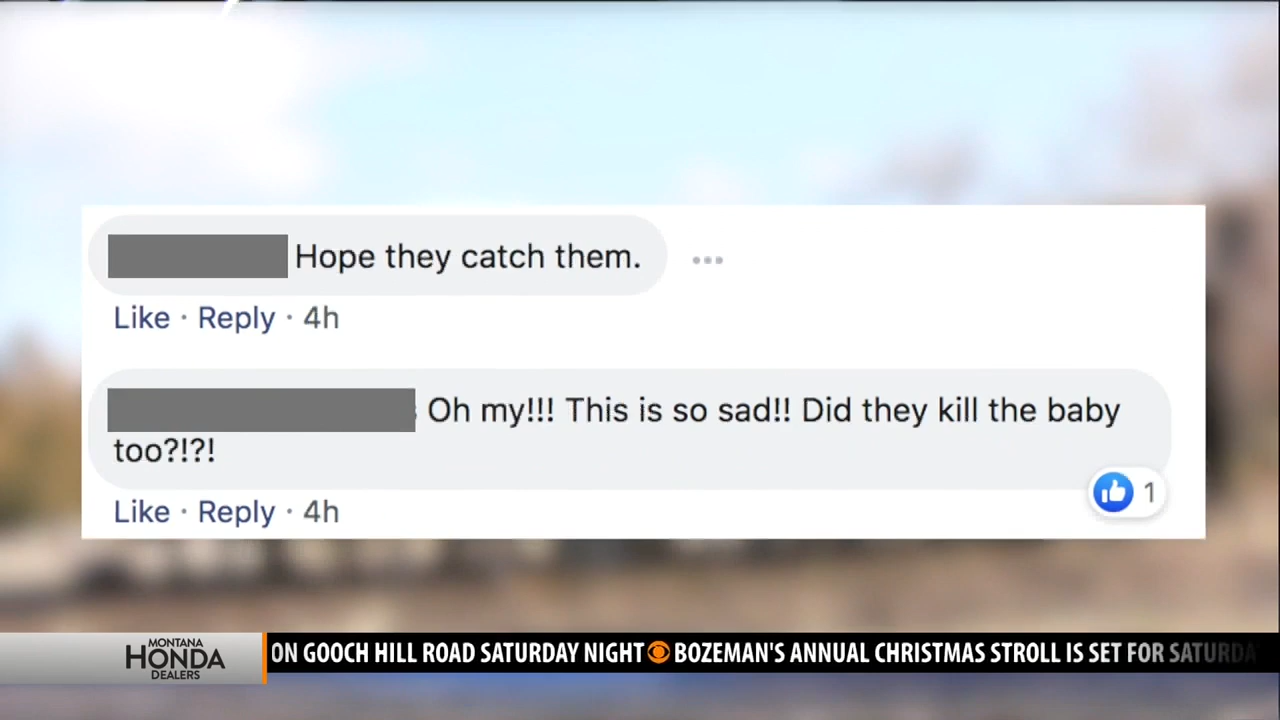 Hope they catch them.
Like · Reply · 4h
Oh my!!! This is so sad!! Did they kill the baby
too?!?!
1
Like · Reply · 4h
MONTANA
HONDA
DEALERS
ON GOOCH HILL ROAD SATURDAY NIGHT BOZEMAN'S ANNUAL CHRISTMAS STROLL IS SET FOR SATURDA